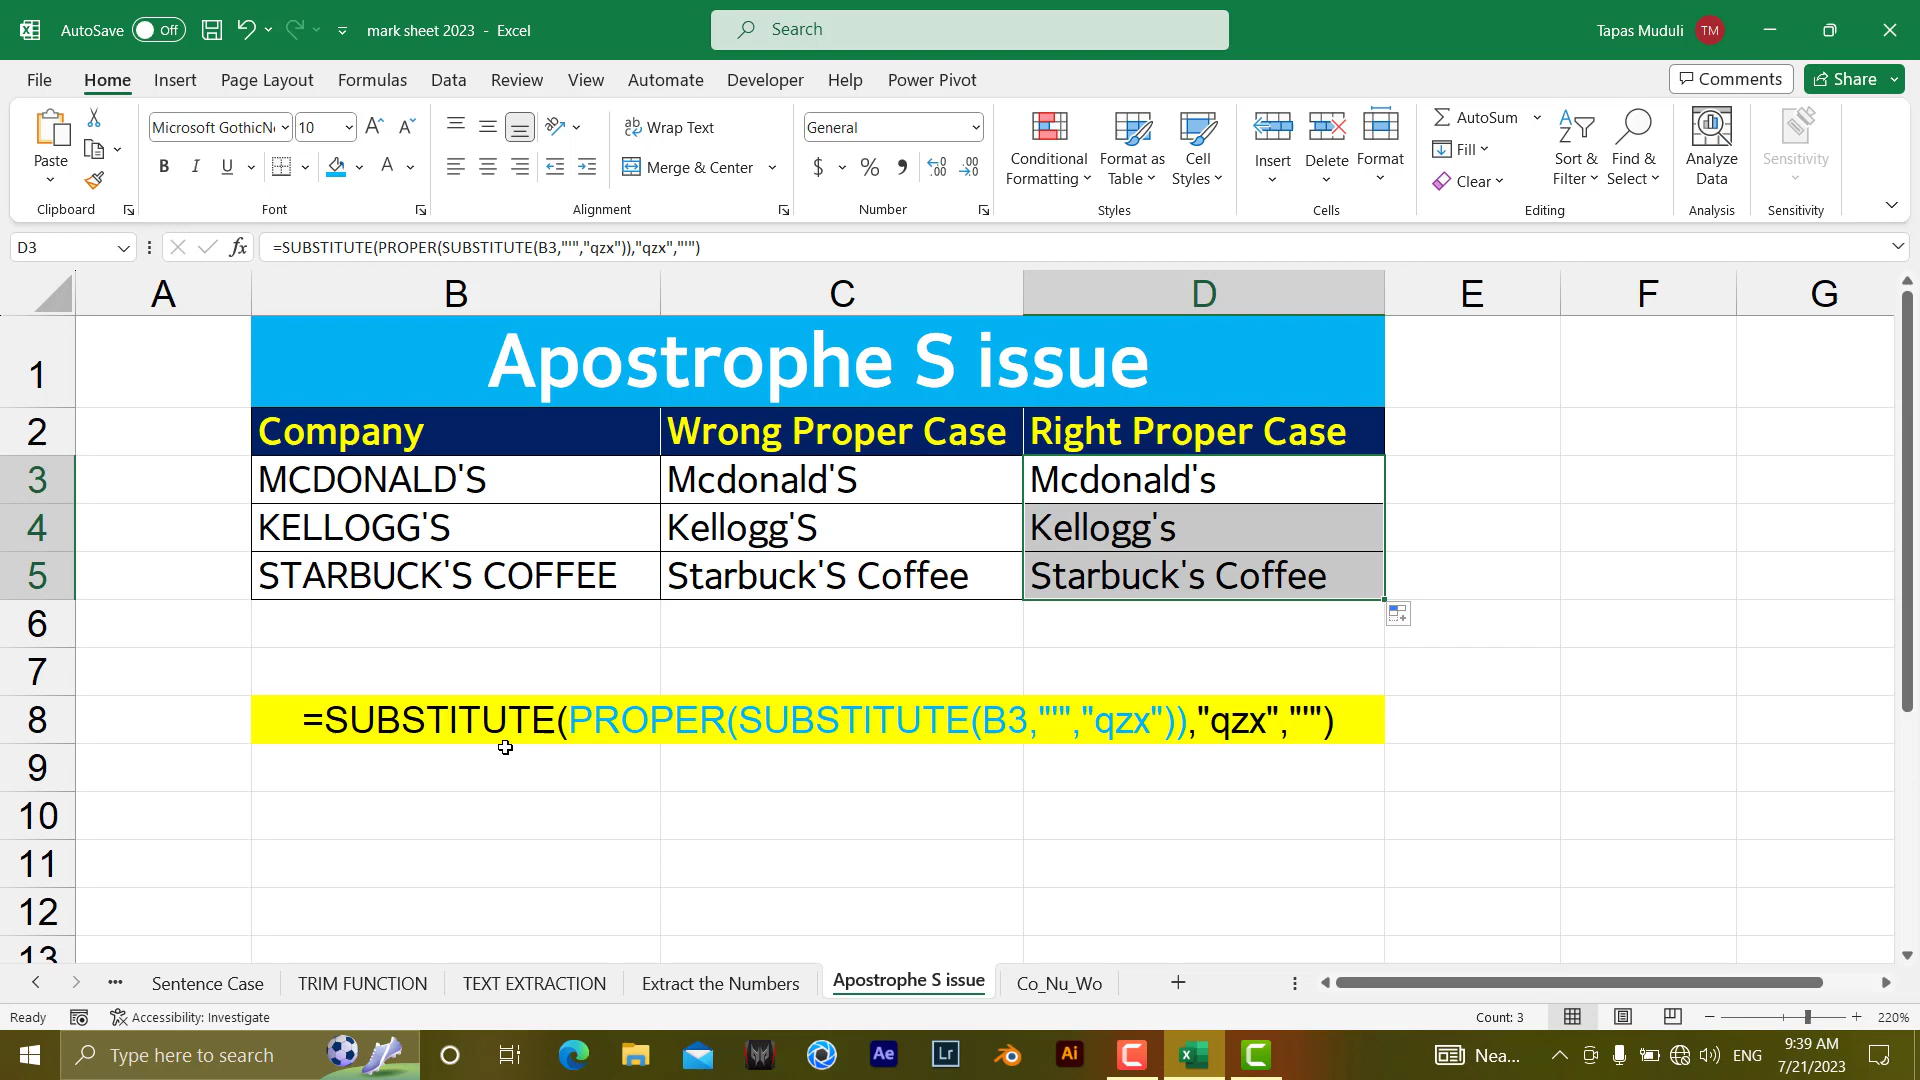 AutoSave Off mark sheet 2023 - Excel Search Tapas Muduli TM
File Home Insert Page Layout Formulas Data Review View Automate Developer Help Power Pivot Comments Share
Paste Microsoft GothicNe 10 Wrap Text General Conditional Formatting Format as Table Cell Styles Insert Delete Format AutoSum Sort & Filter Find & Select Analyze Data Sensitivity
B I U A Merge & Center $ % Fill
Clear
Clipboard Font Alignment Number Styles Cells Editing Analysis Sensitivity
D3 fx =SUBSTITUTE(PROPER(SUBSTITUTE(B3,"'","qzx")),"qzx","'")
A B C D E F G
1 Apostrophe S issue
2 Company Wrong Proper Case Right Proper Case
3 MCDONALD'S Mcdonald'S Mcdonald's
4 KELLOGG'S Kellogg'S Kellogg's
5 STARBUCK'S COFFEE Starbuck'S Coffee Starbuck's Coffee
6
7
8 =SUBSTITUTE(PROPER(SUBSTITUTE(B3,"'","qzx")),"qzx","'")
9
10
11
12
13
Sentence Case TRIM FUNCTION TEXT EXTRACTION Extract the Numbers Apostrophe S issue Co_Nu_Wo
Ready Accessibility: Investigate Count: 3 220%
Type here to search Ae Lr Ai Nea... ENG 9:39 AM
7/21/2023